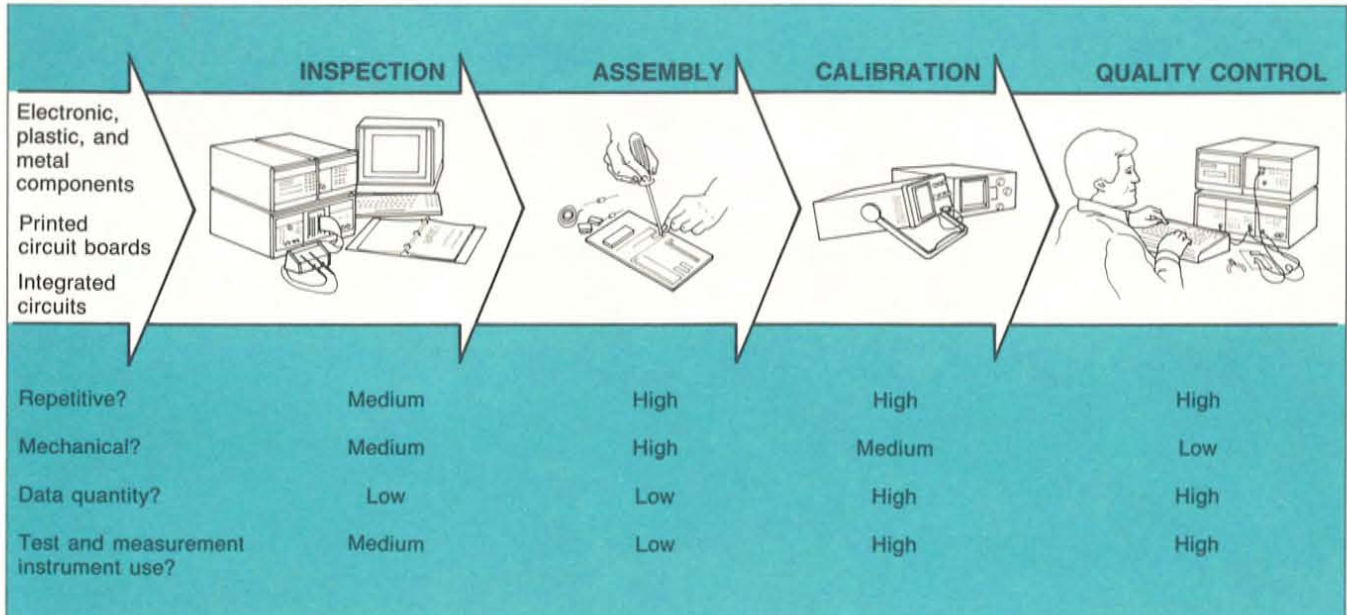 INSPECTION ASSEMBLY CALIBRATION QUALITY CONTROL
Electronic,
plastic, and
metal
components
Printed
circuit boards
Integrated
circuits
Repetitive? Medium High High High
Mechanical? Medium High Medium Low
Data quantity? Low Low High High
Test and measurement Medium Low High High
instrument use?